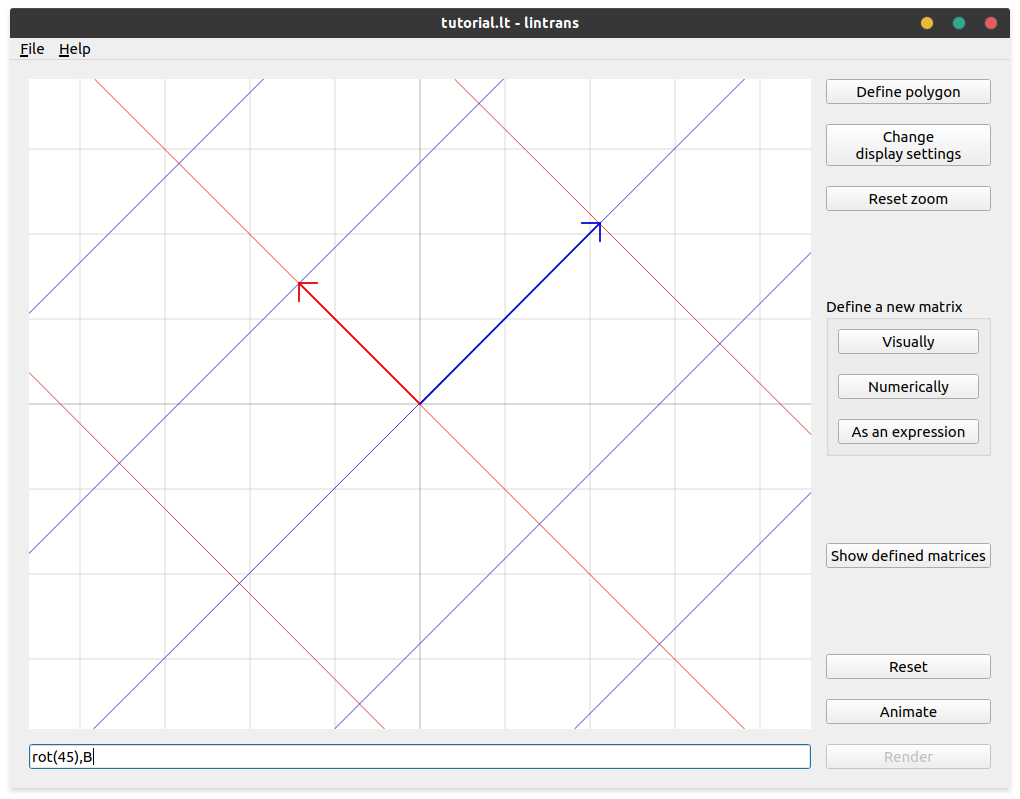 tutorial.lt - lintrans
File Help
Define polygon
Change
display settings
Reset zoom
Define a new matrix
Visually
Numerically
As an expression
Show defined matrices
Reset
Animate
rot(45),B
Render